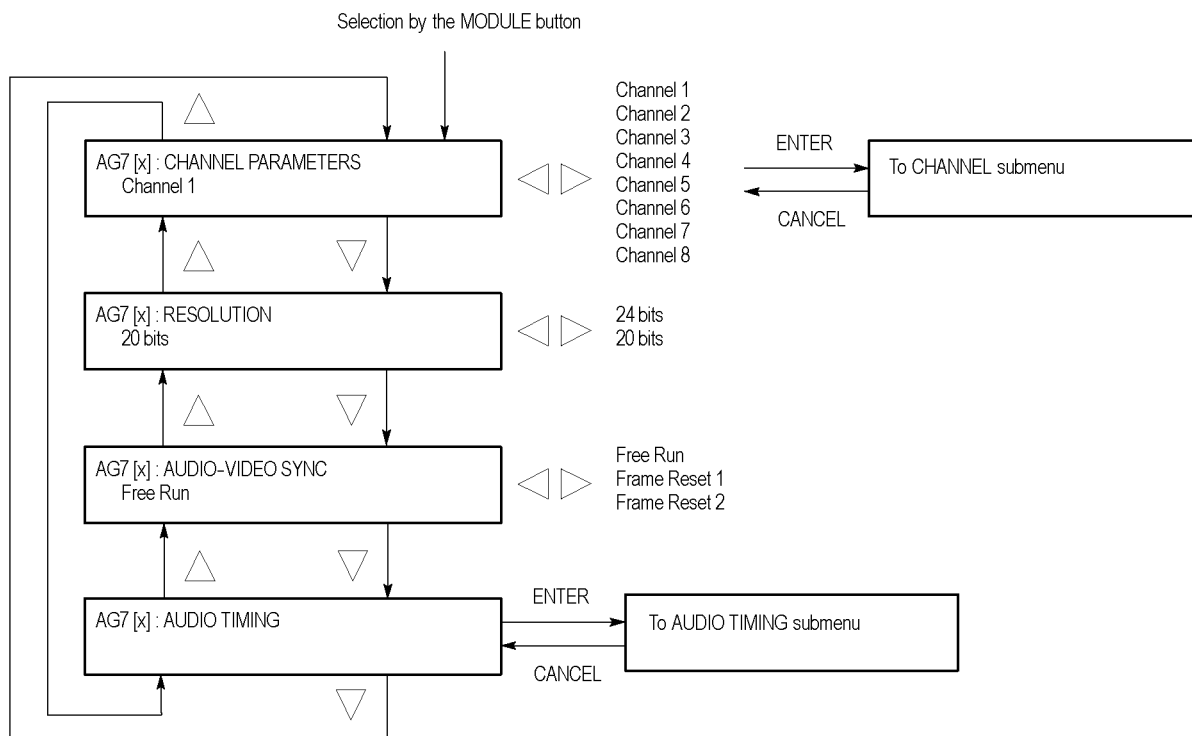 Selection by the MODULE button
AG7 [x] : CHANNEL PARAMETERS
Channel 1
Channel 1
Channel 2
Channel 3
Channel 4
Channel 5
Channel 6
Channel 7
Channel 8
ENTER
CANCEL
To CHANNEL submenu
AG7 [x] : RESOLUTION
20 bits
24 bits
20 bits
AG7 [x] : AUDIO-VIDEO SYNC
Free Run
Free Run
Frame Reset 1
Frame Reset 2
AG7 [x] : AUDIO TIMING
ENTER
CANCEL
To AUDIO TIMING submenu